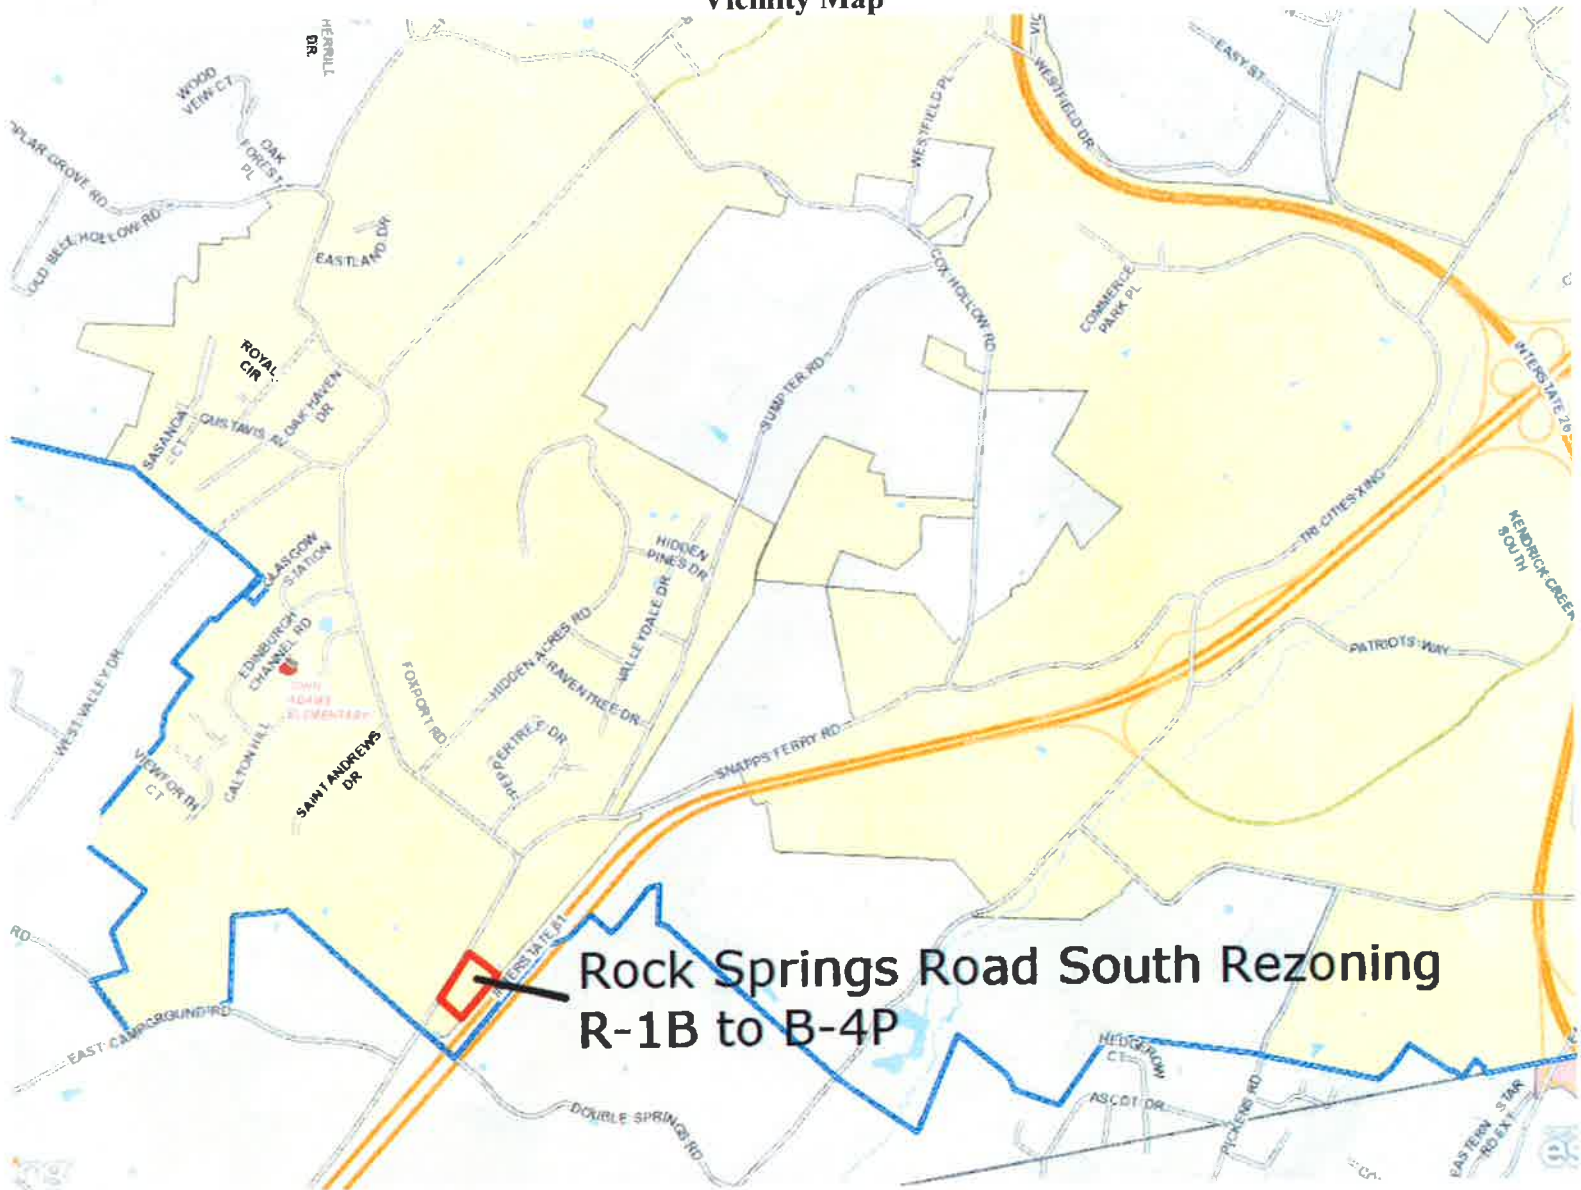 Vicinity Map
HERRILL
DR
WOOD
VEIW CT
OAK
FOREST
PL
OLD BELL HOLLOW RD
EASTLAND DR
WESTFIELD PL
WESTFIELD DR
EASY ST
COX HOLLOW RD
COMMERCE
PARK PL
INTERSTATE 26
ROYAL
CIR
SASANDA
CT
OAK HAVEN
DR
SUMPTER RD
TRI-CITIES XING
KENDRICK CREEK
SOUTH
GLASGOW
STATION
HIDDEN
PINES DR
VALLEYDALE DR
EDINBURGH
CHANNEL RD
JOHN
ADAMS
ELEMENTARY
WEST VALLEY DR
FOXPORT RD
HIDDEN ACRES RD
RAVENTREE DR
PATRIOTS WAY
PEPPERTREE DR
SNAPPS FERRY RD
VIEWFORTH
CT
CALTON HILL
SAINT ANDREWS
DR
RD
INTERSTATE 81
Rock Springs Road South Rezoning
R-1B to B-4P
EAST CAMPGROUND RD
DOUBLE SPRINGS RD
HEDGEROW
CT
ASCOT DR
PICKENS RD
EASTERN STAR
RD EXT